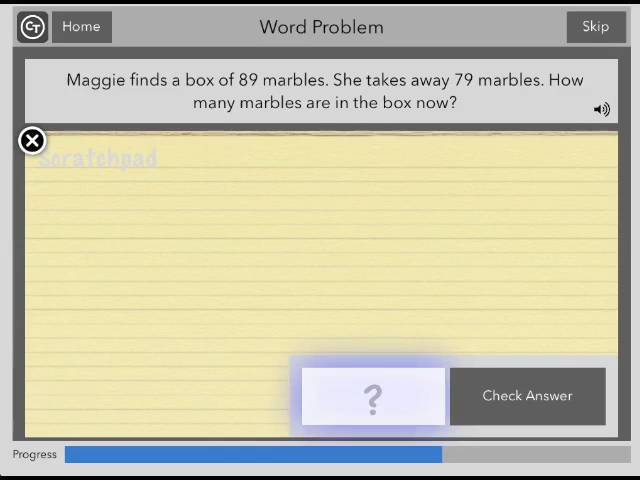 CT Home Word Problem Skip
Maggie finds a box of 89 marbles. She takes away 79 marbles. How
many marbles are in the box now?
Scratchpad
? Check Answer
Progress